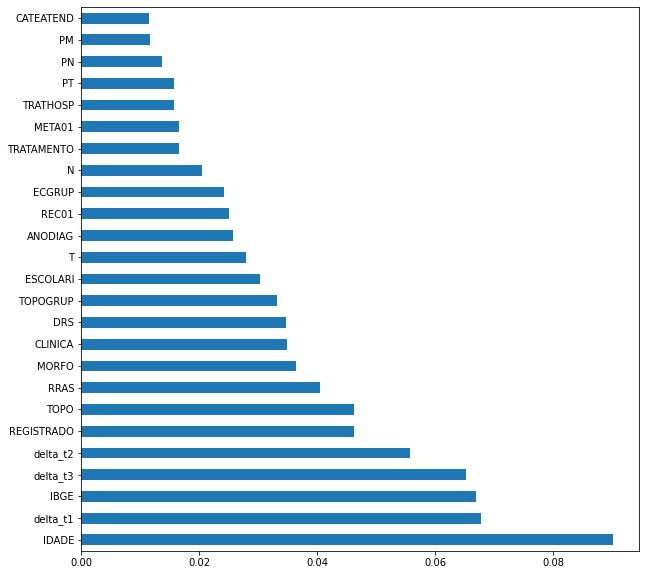 CATEATEND
PM
PN
PT
TRATHOSP
META01
TRATAMENTO
N
ECGRUP
REC01
ANODIAG
T
ESCOLARI
TOPOGRUP
DRS
CLINICA
MORFO
RRAS
TOPO
REGISTRADO
delta_t2
delta_t3
IBGE
delta_t1
IDADE
0.00 0.02 0.04 0.06 0.08